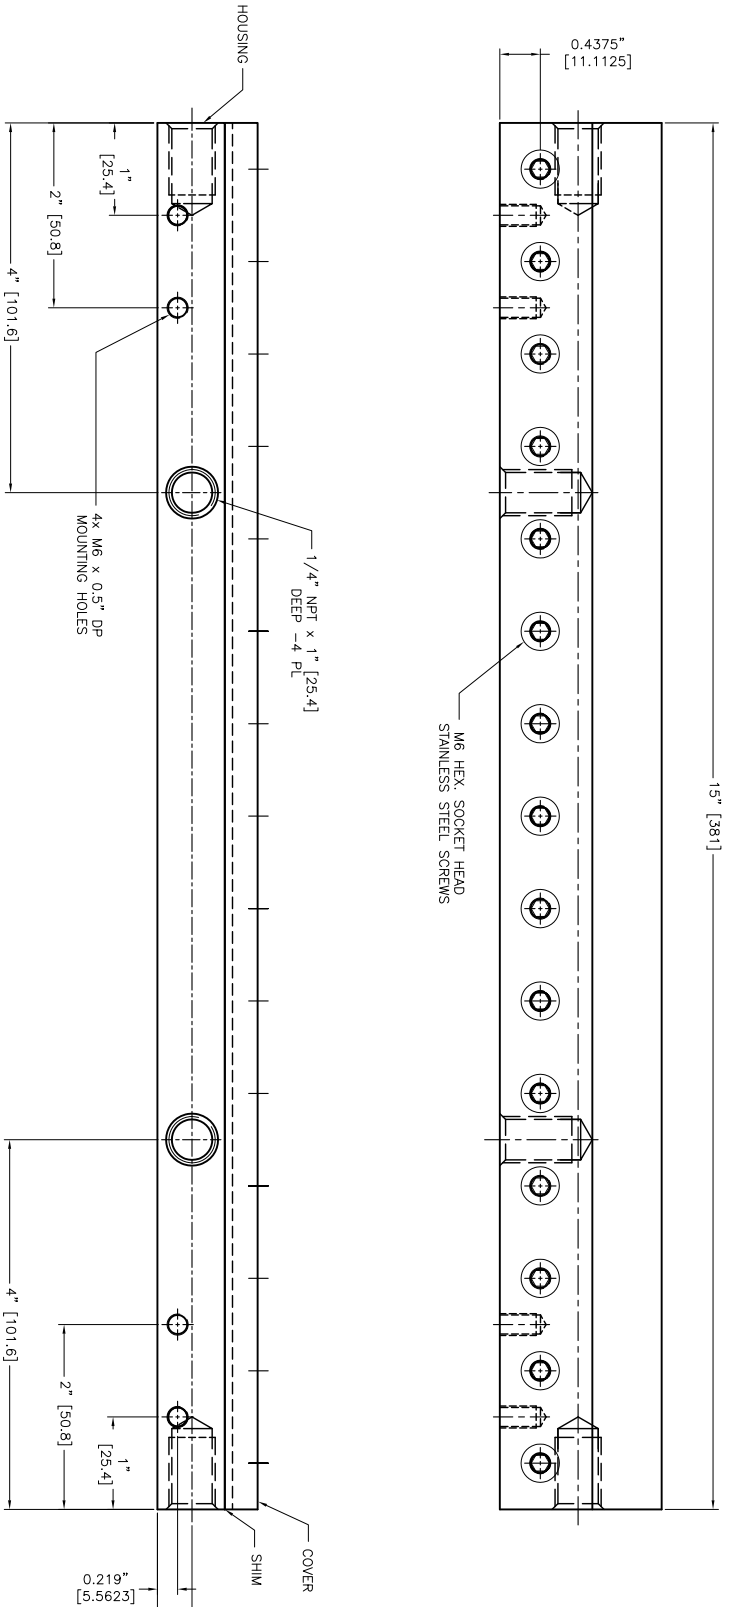 0.4375"
[11.1125]
15" [381]
M6 HEX. SOCKET HEAD
STAINLESS STEEL SCREWS
HOUSING
1"
[25.4]
2" [50.8]
4" [101.6]
1/4" NPT x 1" [25.4]
DEEP -4 PL
4x M6 x 0.5" DP
MOUNTING HOLES
4" [101.6]
2" [50.8]
1"
[25.4]
COVER
SHIM
0.219"
[5.5623]